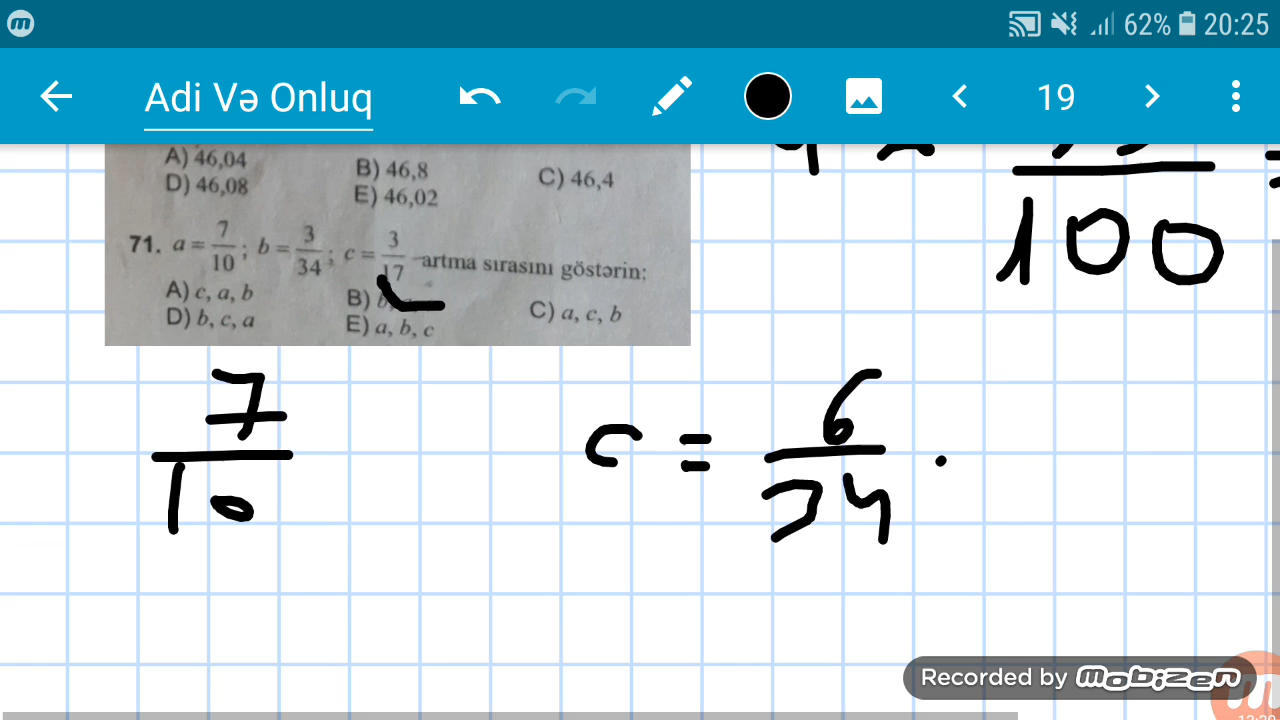 62% 20:25
Adi Və Onluq 19
A) 46,04 B) 46,8 C) 46,4
D) 46,08 E) 46,02
71. a = 7/10 ; b = 3/34 ; c = 3/17 -artma sırasını göstərin:
A) c, a, b B) C) a, c, b
D) b, c, a E) a, b, c
100
7/10 c = 6/34
Recorded by mobizen